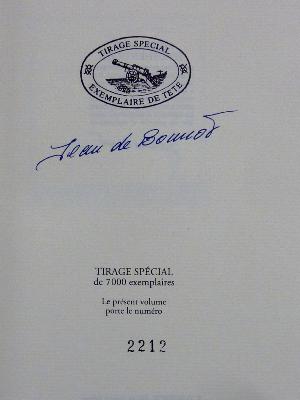 TIRAGE SPECIAL
EXEMPLAIRE DE TETE
Jean de Bonnot
TIRAGE SPÉCIAL
de 7000 exemplaires
Le présent volume
porte le numéro
2212